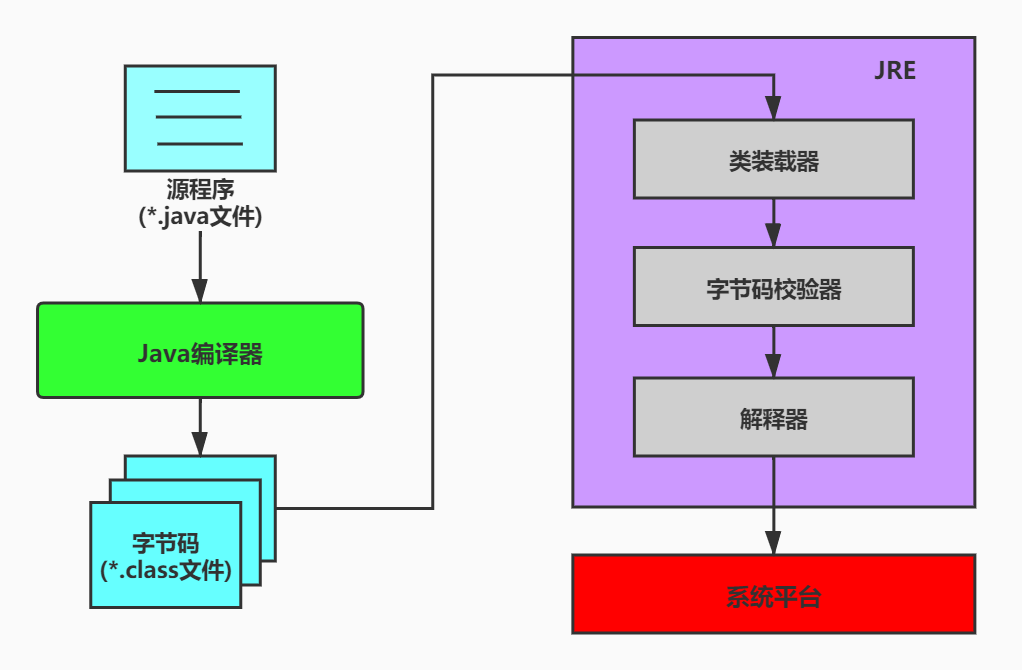 源程序
(*.java文件)
Java编译器
字节码
(*.class文件)
JRE
类装载器
字节码校验器
解释器
系统平台